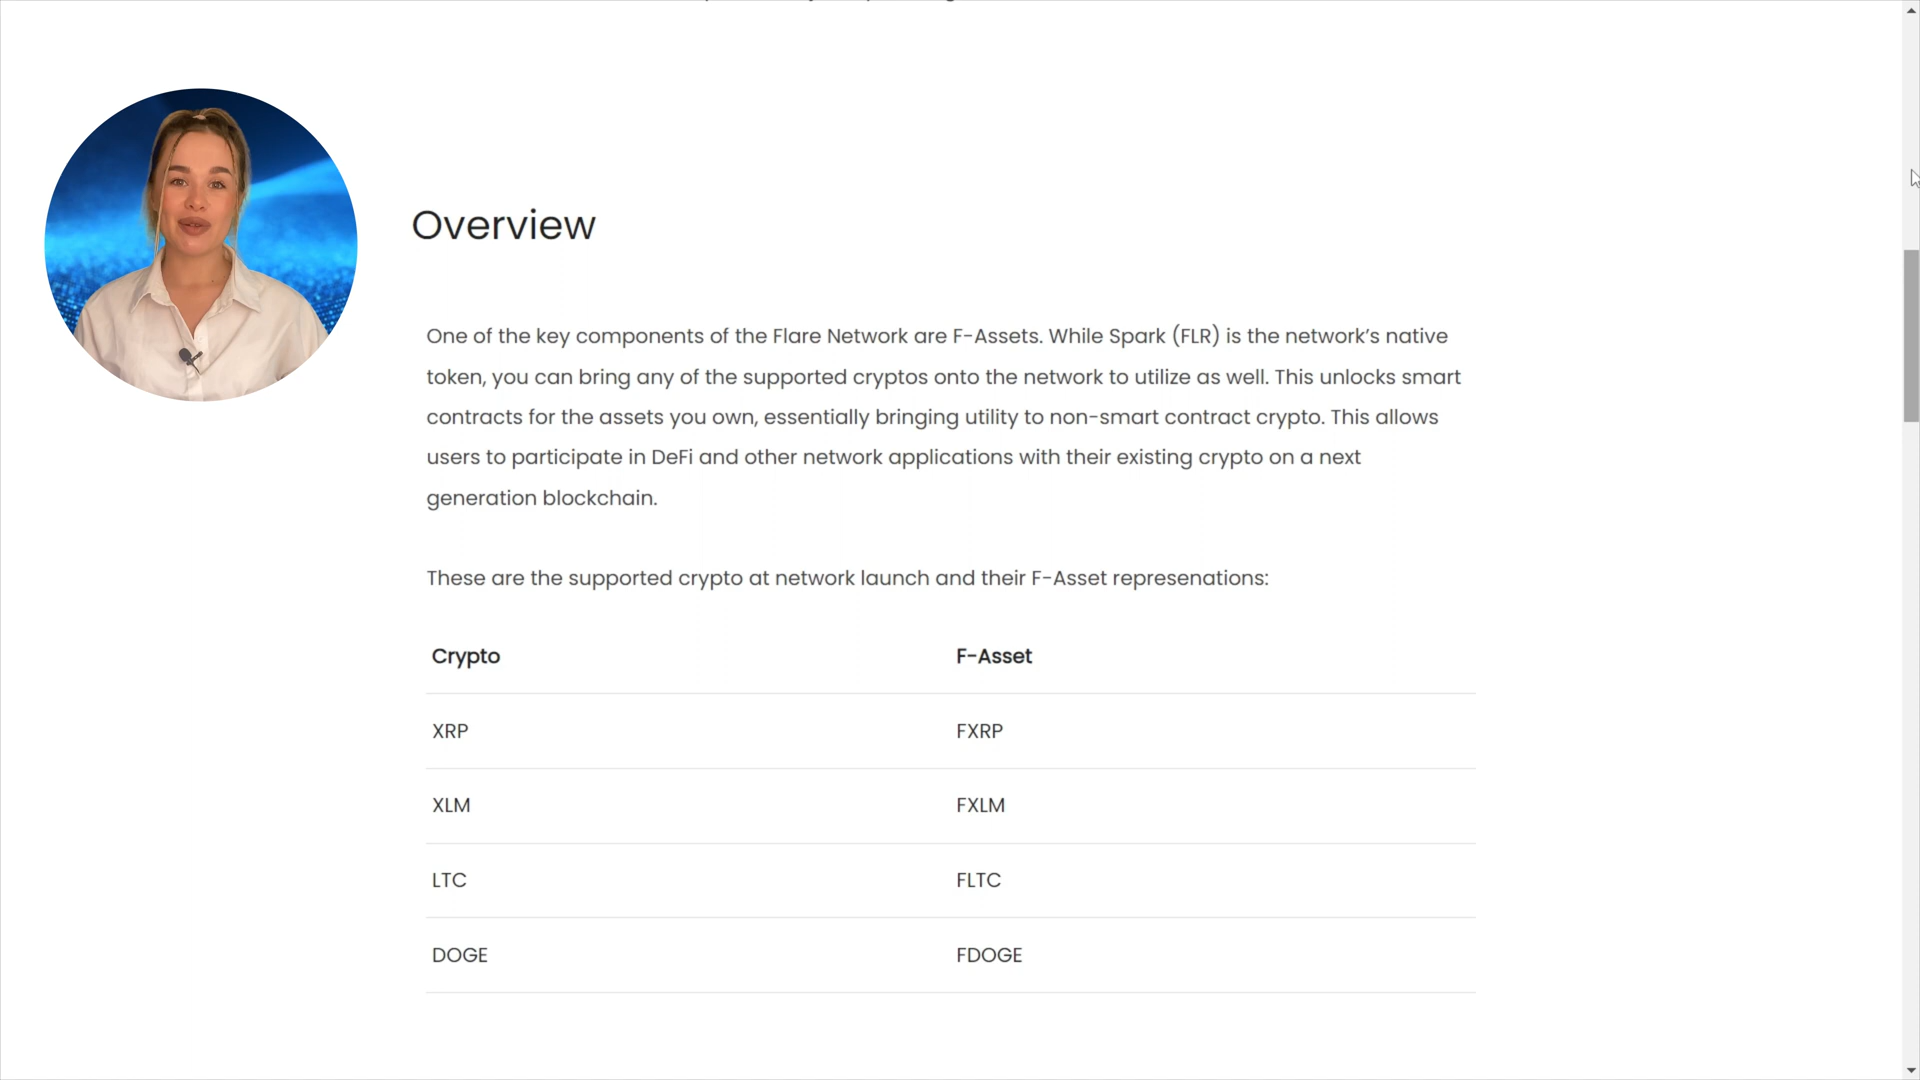 Overview
One of the key components of the Flare Network are F-Assets. While Spark (FLR) is the network's native
token, you can bring any of the supported cryptos onto the network to utilize as well. This unlocks smart
contracts for the assets you own, essentially bringing utility to non-smart contract crypto. This allows
users to participate in DeFi and other network applications with their existing crypto on a next
generation blockchain.
These are the supported crypto at network launch and their F-Asset represenations:
Crypto F-Asset
XRP FXRP
XLM FXLM
LTC FLTC
DOGE FDOGE